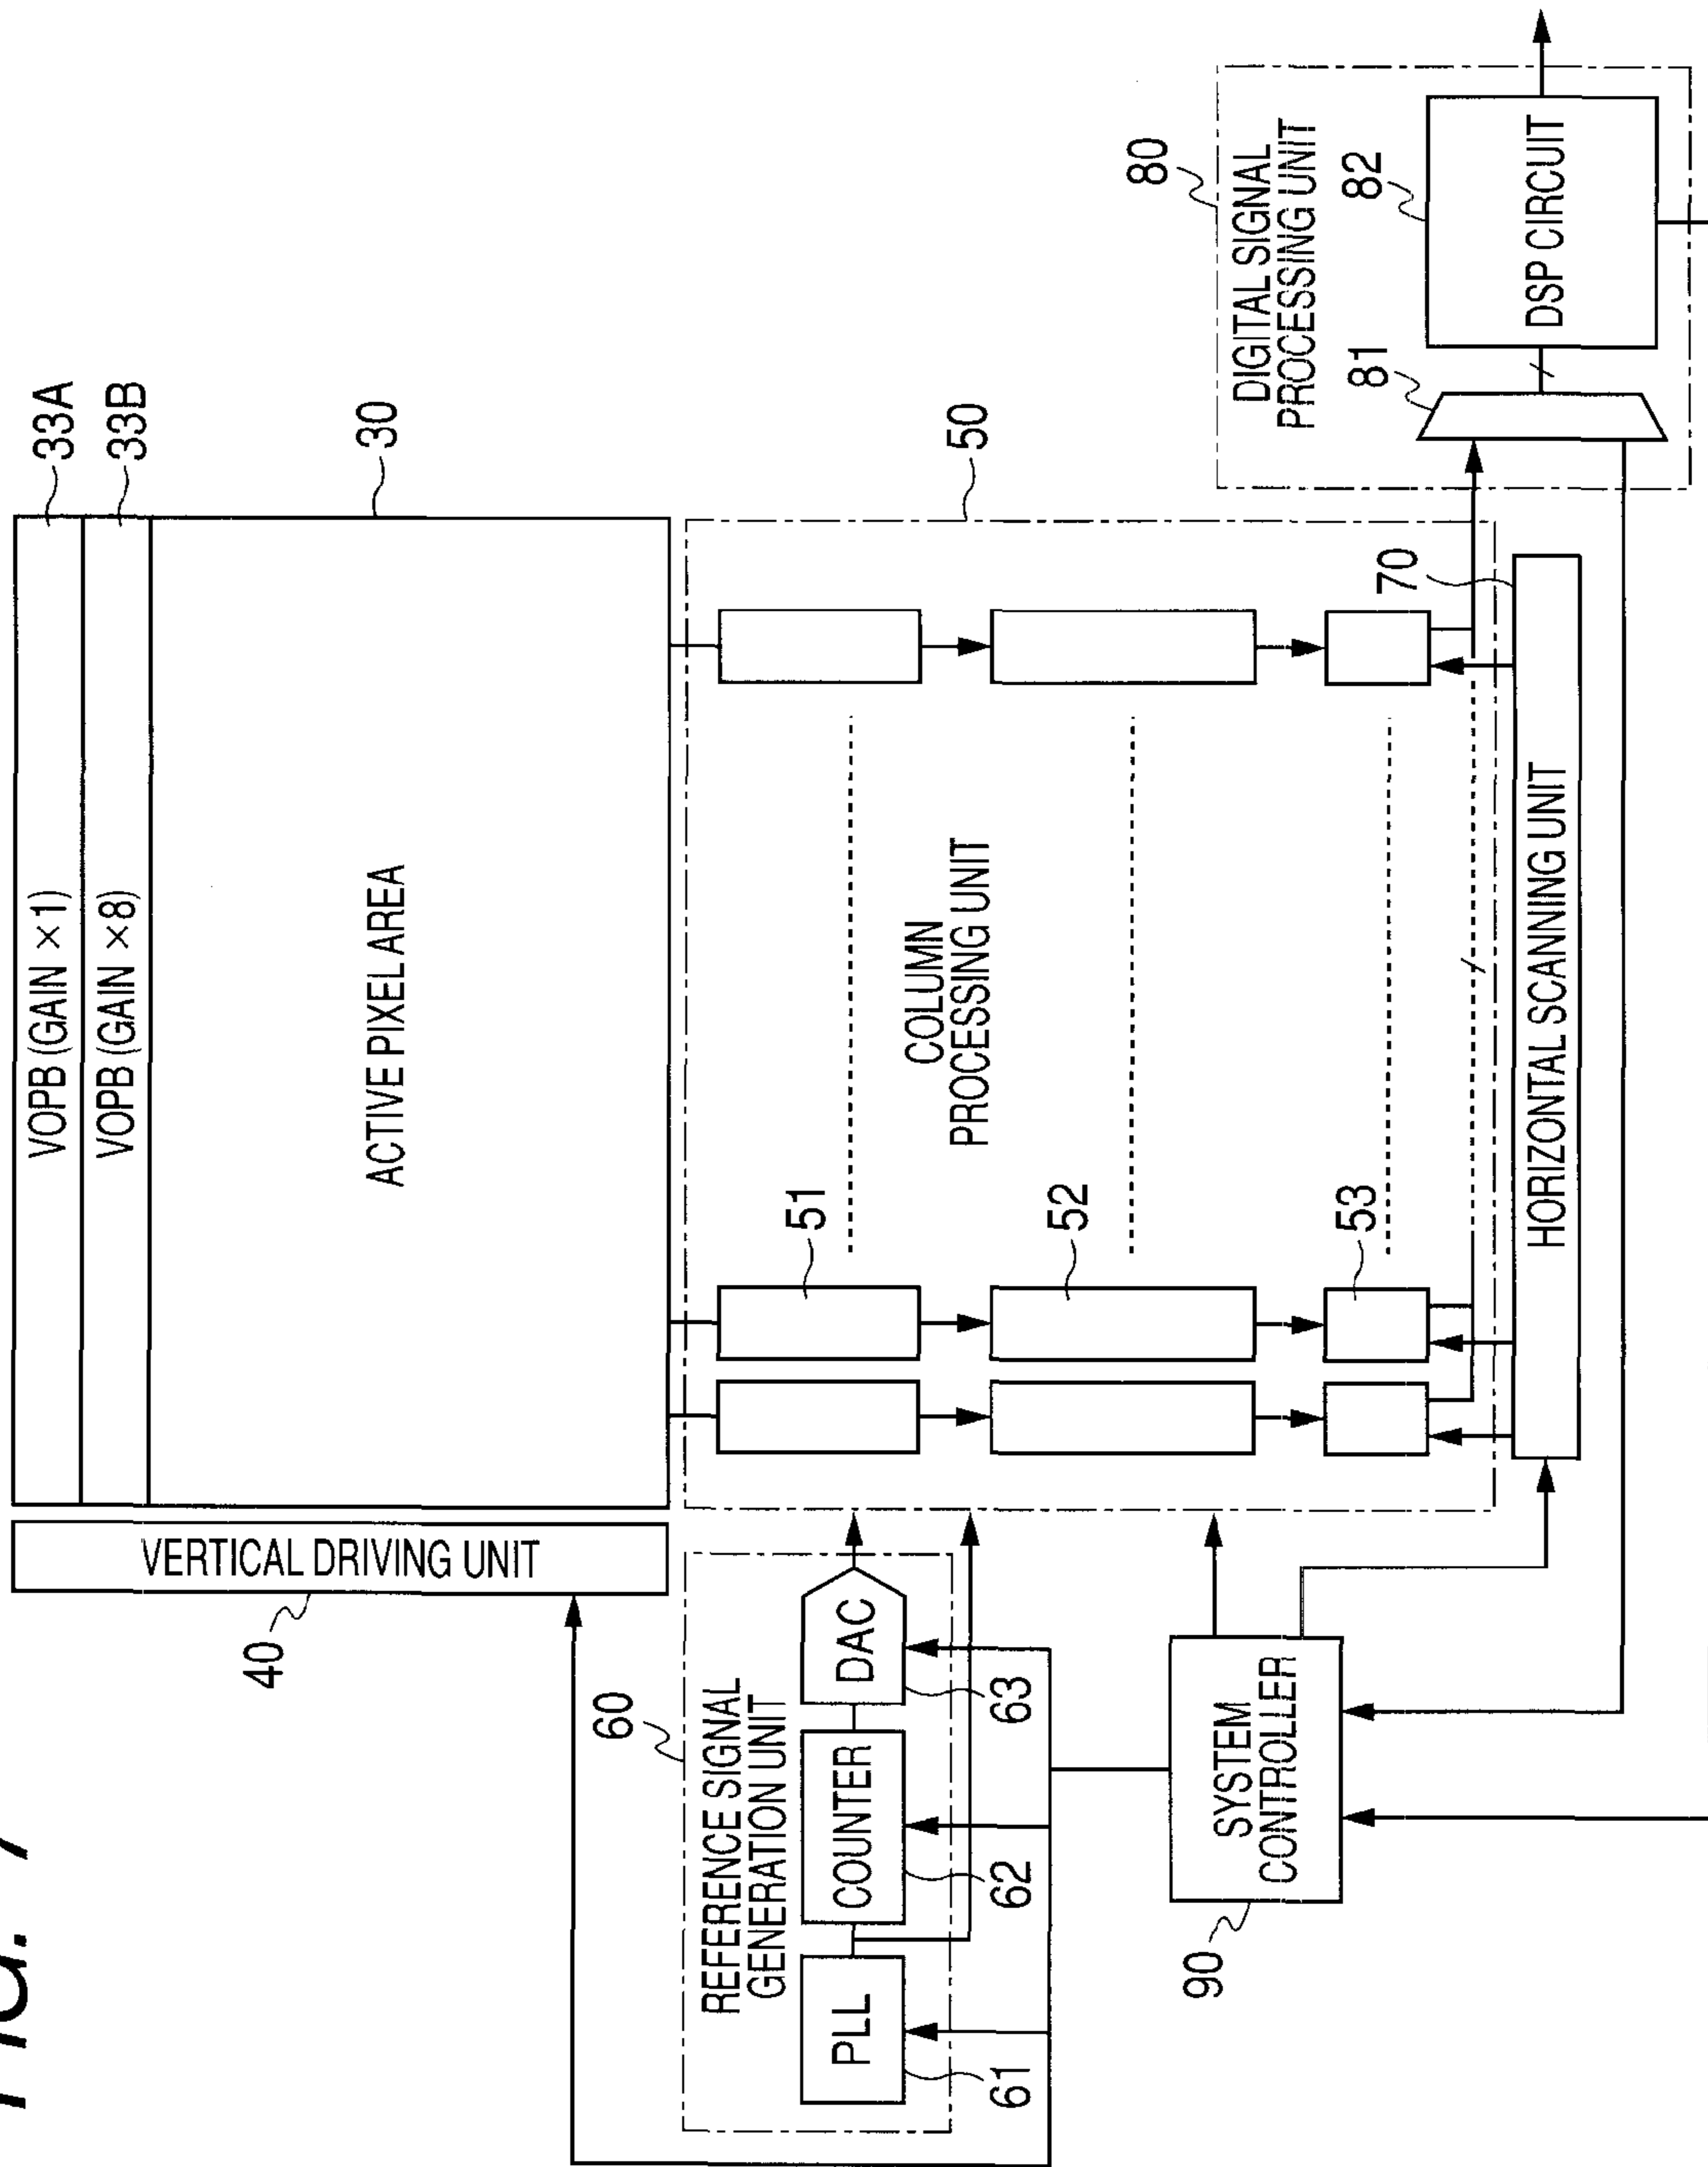 FIG. 7
VOPB (GAIN ×1)
33A
VOPB (GAIN ×8)
33B
ACTIVE PIXEL AREA
30
VERTICAL DRIVING UNIT
40
60
REFERENCE SIGNAL
GENERATION UNIT
PLL
COUNTER
DAC
61
62
63
51
52
53
COLUMN
PROCESSING UNIT
50
70
HORIZONTAL SCANNING UNIT
SYSTEM
CONTROLLER
90
80
DIGITAL SIGNAL
PROCESSING UNIT
81
82
DSP CIRCUIT